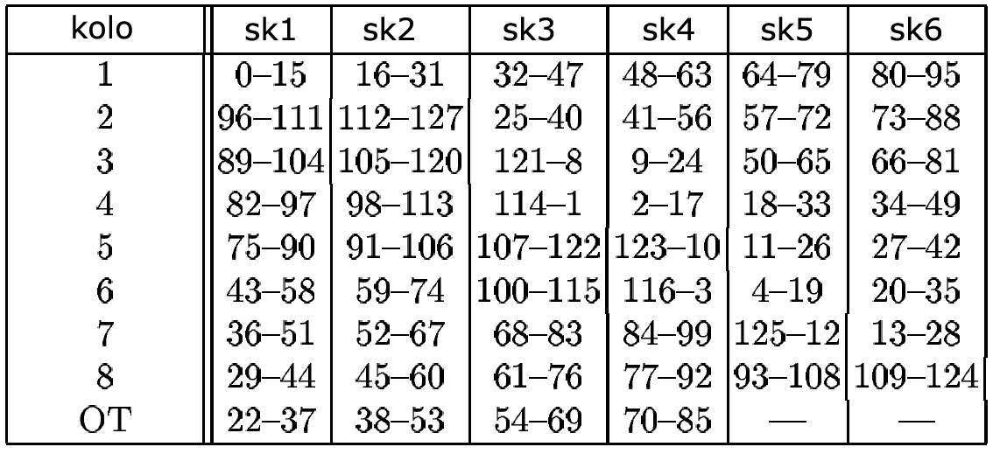 kolo sk1 sk2 sk3 sk4 sk5 sk6
1 0–15 16–31 32–47 48–63 64–79 80–95
2 96–111 112–127 25–40 41–56 57–72 73–88
3 89–104 105–120 121–8 9–24 50–65 66–81
4 82–97 98–113 114–1 2–17 18–33 34–49
5 75–90 91–106 107–122 123–10 11–26 27–42
6 43–58 59–74 100–115 116–3 4–19 20–35
7 36–51 52–67 68–83 84–99 125–12 13–28
8 29–44 45–60 61–76 77–92 93–108 109–124
OT 22–37 38–53 54–69 70–85 — —